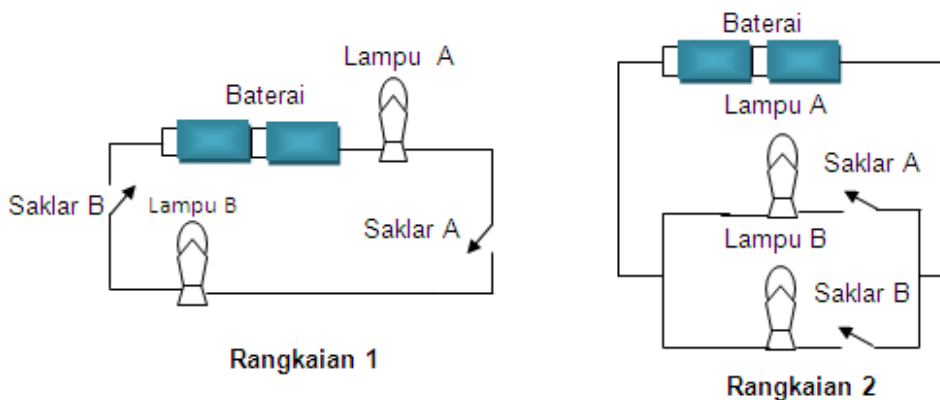 Lampu A
Baterai
Saklar B
Lampu B
Saklar A
Rangkaian 1
Baterai
Lampu A
Saklar A
Lampu B
Saklar B
Rangkaian 2